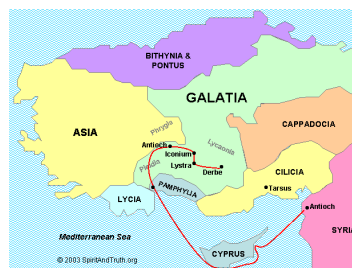 BITHYNIA &
PONTUS
GALATIA
CAPPADOCIA
ASIA
Phrygia
Lycaonia
Antioch
Iconium
Lystra
Derbe
Pisidia
PAMPHYLIA
LYCIA
CILICIA
Tarsus
Antioch
SYRI
Mediterranean Sea
CYPRUS
© 2003 SpiritAndTruth.org